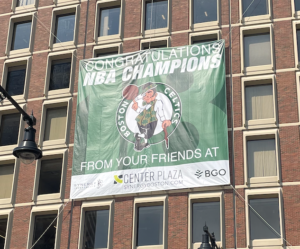 CONGRATULATIONS
NBA CHAMPIONS
BOSTON CELTICS
FROM YOUR FRIENDS AT
CENTER PLAZA
BGO